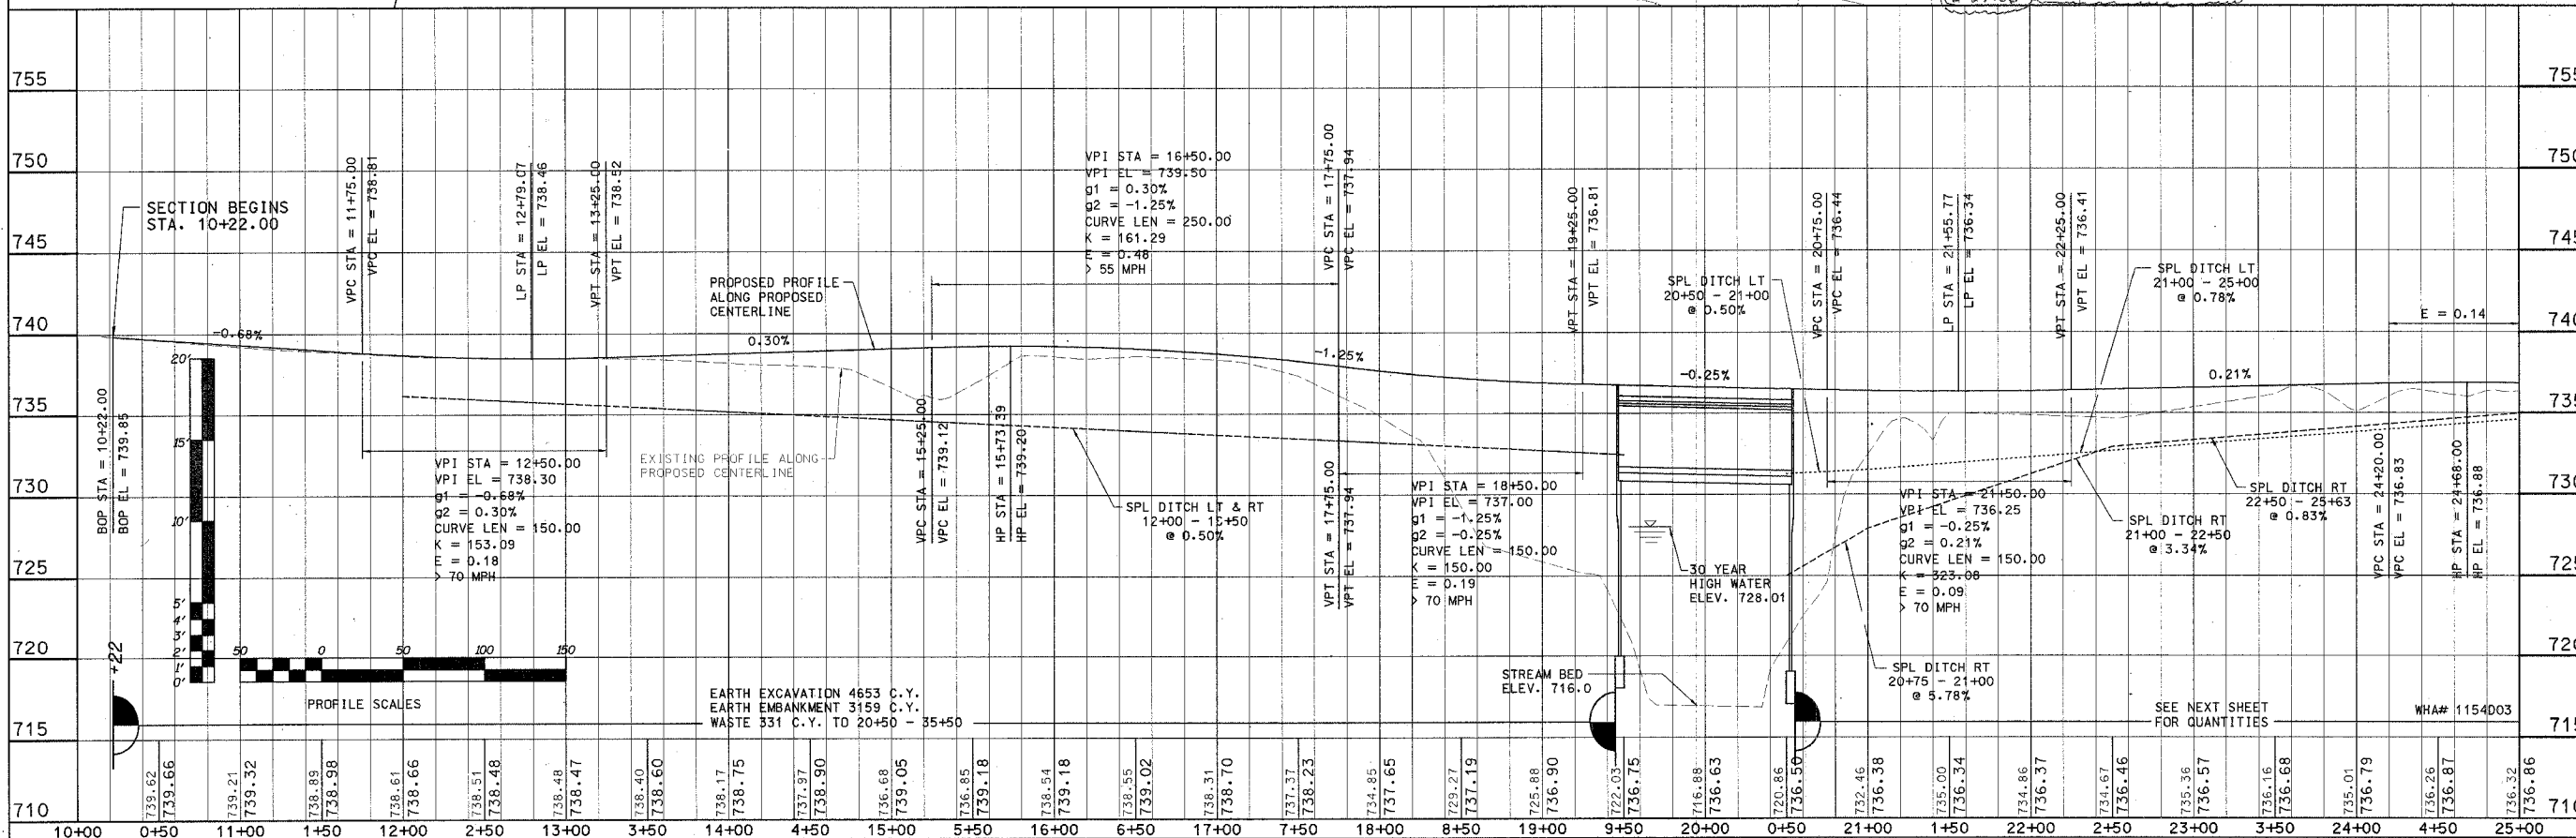 755
750
745
740
735
730
725
720
715
710
SECTION BEGINS
STA. 10+22.00
-0.68%
BOP STA = 10+22.00
BOP EL = 739.85
+22
20'
15'
10'
5'
4'
3'
2'
1'
0'
50 0 50 100 150
PROFILE SCALES
VPC STA = 11+75.00
VPC EL = 738.81
LP STA = 12+79.07
LP EL = 738.46
VPT STA = 13+25.00
VPT EL = 738.52
VPI STA = 12+50.00
VPI EL = 738.30
g1 = -0.68%
g2 = 0.30%
CURVE LEN = 150.00
K = 153.09
E = 0.18
> 70 MPH
PROPOSED PROFILE
ALONG PROPOSED
CENTERLINE
0.30%
EXISTING PROFILE ALONG
PROPOSED CENTERLINE
EARTH EXCAVATION 4653 C.Y.
EARTH EMBANKMENT 3159 C.Y.
WASTE 331 C.Y. TO 20+50 - 35+50
VPC STA = 15+25.00
VPC EL = 739.12
HP STA = 15+73.39
HP EL = 739.20
VPI STA = 16+50.00
VPI EL = 739.50
g1 = 0.30%
g2 = -1.25%
CURVE LEN = 250.00
K = 161.29
E = 0.48
> 55 MPH
SPL DITCH LT & RT
@ 0.50%
VPC STA = 17+75.00
VPC EL = 737.94
-1.25%
VPT STA = 17+75.00
VPT EL = 737.94
VPI STA = 18+50.00
VPI EL = 737.00
g1 = -1.25%
g2 = -0.25%
CURVE LEN = 150.00
K = 150.00
E = 0.19
> 70 MPH
VPT STA = 19+25.00
VPT EL = 736.81
-0.25%
30 YEAR
HIGH WATER
ELEV. 728.01
STREAM BED
ELEV. 716.0
SPL DITCH LT
20+50 - 21+00
@ 0.50%
VPC STA = 20+75.00
VPC EL = 736.44
LP STA = 21+55.77
LP EL = 736.34
VPT STA = 22+25.00
VPT EL = 736.41
VPI STA = 21+50.00
VPI EL = 736.25
g1 = -0.25%
g2 = 0.21%
CURVE LEN = 150.00
K = 323.08
E = 0.09
> 70 MPH
SPL DITCH RT
20+75 - 21+00
@ 5.78%
SPL DITCH LT
21+00 - 25+00
@ 0.78%
0.21%
SPL DITCH RT
21+00 - 22+50
@ 3.34%
SPL DITCH RT
22+50 - 25+63
@ 0.83%
E = 0.14
VPC STA = 24+20.00
VPC EL = 736.83
HP STA = 24+68.00
HP EL = 736.88
SEE NEXT SHEET
FOR QUANTITIES
WHA# 1154D03
739.62 739.21 738.89 738.61 738.51 738.48 738.40 738.17 737.97 736.68 736.85 738.54 738.55 738.31 737.37 734.85 729.27 725.88 722.03 716.88 720.86 732.46 735.00 734.86 734.67 735.36 736.16 735.01 736.26 736.32
739.66 739.32 738.98 738.66 738.48 738.47 738.60 738.75 738.90 739.05 739.18 739.18 739.02 738.70 738.23 737.65 737.19 736.90 736.75 736.63 736.50 736.38 736.34 736.37 736.46 736.57 736.68 736.79 736.87 736.86
10+00 0+50 11+00 1+50 12+00 2+50 13+00 3+50 14+00 4+50 15+00 5+50 16+00 6+50 17+00 7+50 18+00 8+50 19+00 9+50 20+00 0+50 21+00 1+50 22+00 2+50 23+00 3+50 24+00 4+50 25+00